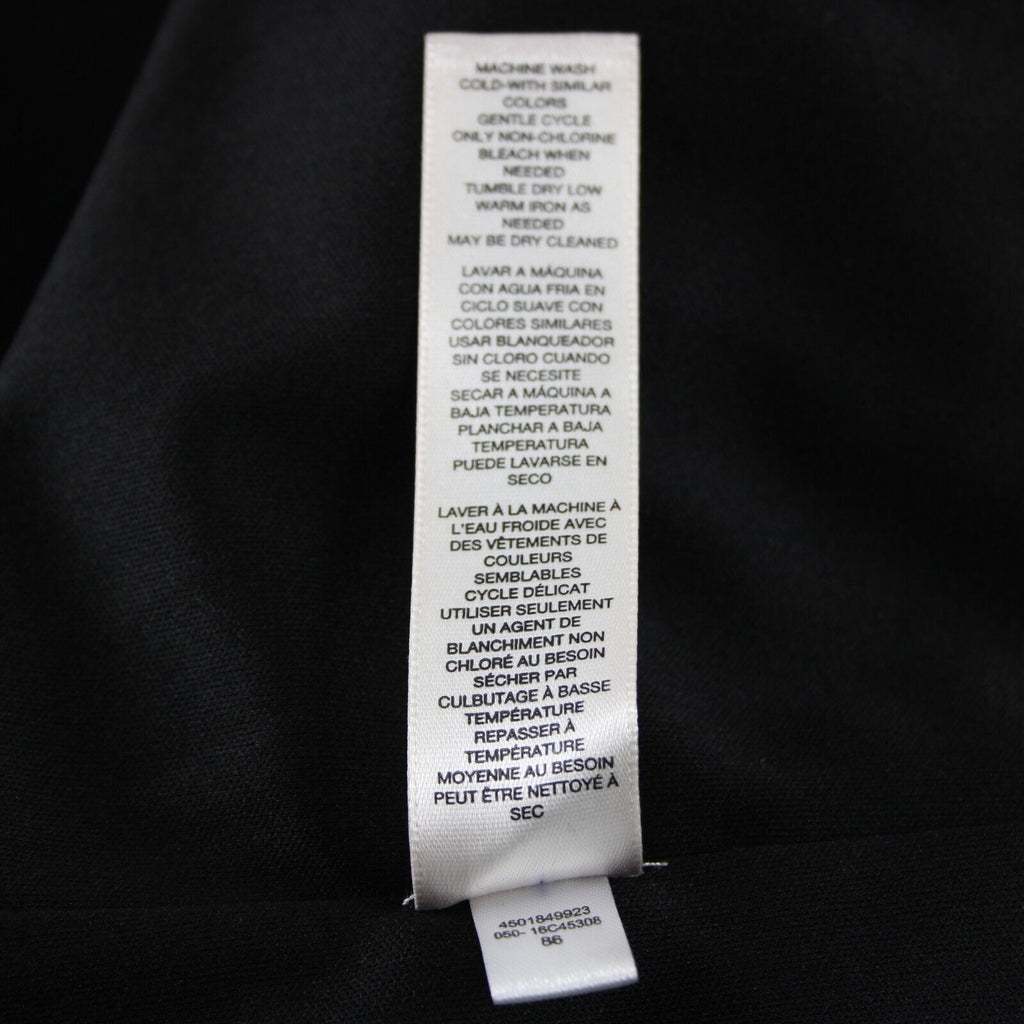 MACHINE WASH
COLD-WITH SIMILAR
COLORS
GENTLE CYCLE
ONLY NON-CHLORINE
BLEACH WHEN
NEEDED
TUMBLE DRY LOW
WARM IRON AS
NEEDED
MAY BE DRY CLEANED
LAVAR A MÁQUINA
CON AGUA FRIA EN
CICLO SUAVE CON
COLORES SIMILARES
USAR BLANQUEADOR
SIN CLORO CUANDO
SE NECESITE
SECAR A MÁQUINA A
BAJA TEMPERATURA
PLANCHAR A BAJA
TEMPERATURA
PUEDE LAVARSE EN
SECO
LAVER À LA MACHINE À
L'EAU FROIDE AVEC
DES VÊTEMENTS DE
COULEURS
SEMBLABLES
CYCLE DÉLICAT
UTILISER SEULEMENT
UN AGENT DE
BLANCHIMENT NON
CHLORÉ AU BESOIN
SÉCHER PAR
CULBUTAGE À BASSE
TEMPÉRATURE
REPASSER À
TEMPÉRATURE
MOYENNE AU BESOIN
PEUT ÊTRE NETTOYÉ À
SEC
4501849923
050- 16C45308
86